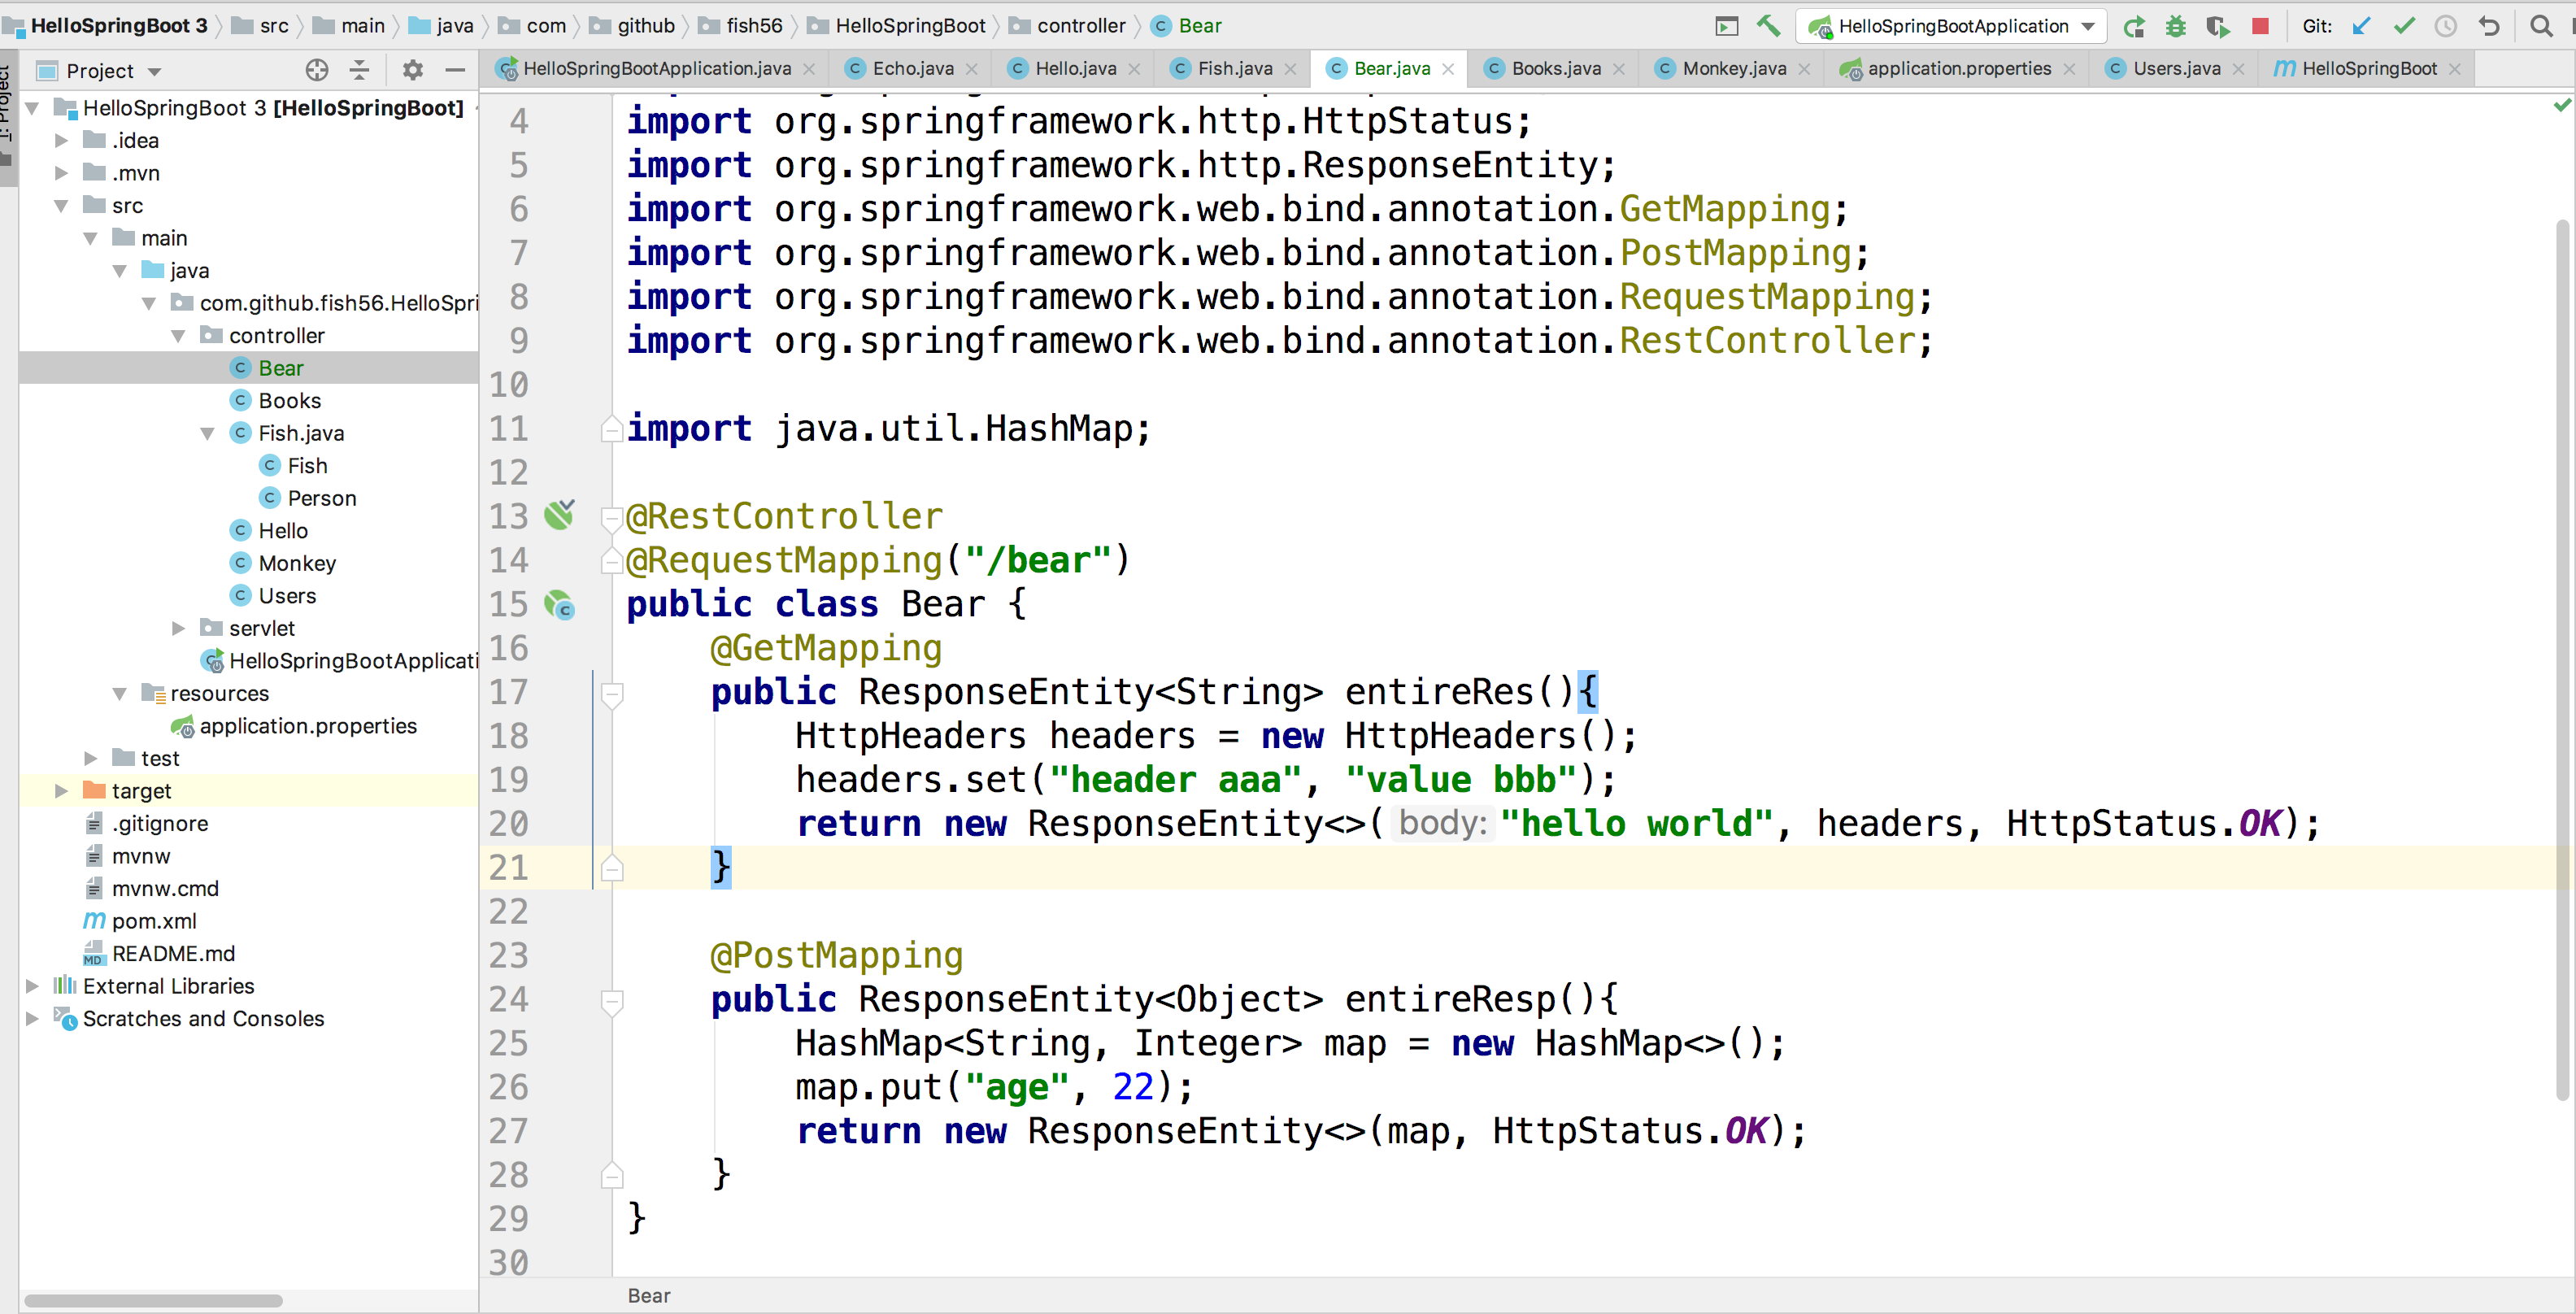 HelloSpringBoot 3 src main java com github fish56 HelloSpringBoot controller Bear
HelloSpringBootApplication Git:
Project
Project
HelloSpringBootApplication.java Echo.java Hello.java Fish.java Bear.java Books.java Monkey.java application.properties Users.java HelloSpringBoot
HelloSpringBoot 3 [HelloSpringBoot]
.idea
.mvn
src
main
java
com.github.fish56.HelloSpri
controller
Bear
Books
Fish.java
Fish
Person
Hello
Monkey
Users
servlet
HelloSpringBootApplicati
resources
application.properties
test
target
.gitignore
mvnw
mvnw.cmd
pom.xml
README.md
External Libraries
Scratches and Consoles
4 import org.springframework.http.HttpStatus;
5 import org.springframework.http.ResponseEntity;
6 import org.springframework.web.bind.annotation.GetMapping;
7 import org.springframework.web.bind.annotation.PostMapping;
8 import org.springframework.web.bind.annotation.RequestMapping;
9 import org.springframework.web.bind.annotation.RestController;
10
11 import java.util.HashMap;
12
13 @RestController
14 @RequestMapping("/bear")
15 public class Bear {
16 @GetMapping
17 public ResponseEntity<String> entireRes(){
18 HttpHeaders headers = new HttpHeaders();
19 headers.set("header aaa", "value bbb");
20 return new ResponseEntity<>( body: "hello world", headers, HttpStatus.OK);
21 }
22
23 @PostMapping
24 public ResponseEntity<Object> entireResp(){
25 HashMap<String, Integer> map = new HashMap<>();
26 map.put("age", 22);
27 return new ResponseEntity<>(map, HttpStatus.OK);
28 }
29 }
30
Bear